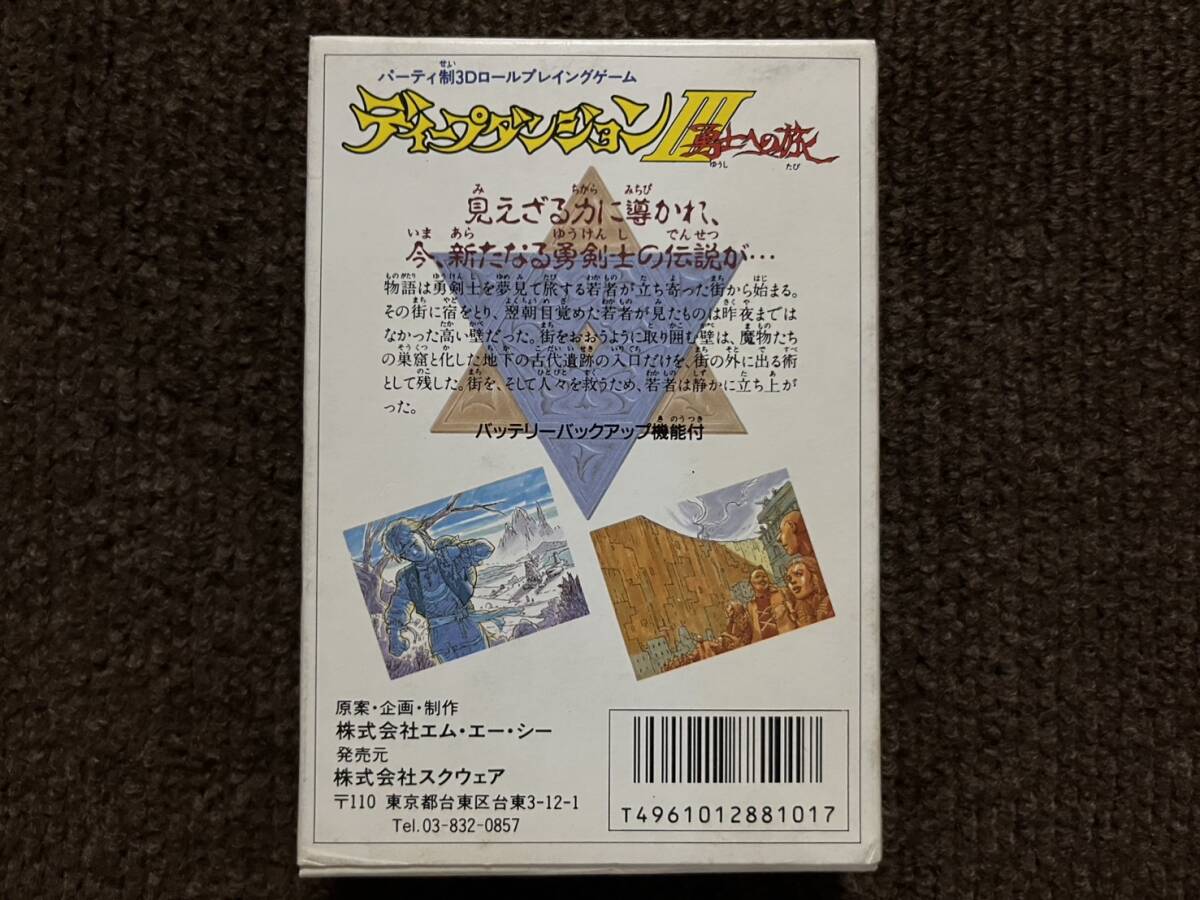 パーティ制3Dロールプレイングゲーム
ディープダンジョンIII 勇士への旅
見えざる力に導かれ、
今、新たなる勇剣士の伝説が…
物語は勇剣士を夢見て旅する若者が立ち寄った街から始まる。
その街に宿をとり、翌朝目覚めた若者が見たものは昨夜までは
なかった高い壁だった。街をおおうように取り囲む壁は、魔物たち
の巣窟と化した地下の古代遺跡の入口だけを、街の外に出る術
として残した。街を、そして人々を救うため、若者は静かに立ち上が
った。
バッテリーバックアップ機能付
原案・企画・制作
株式会社エム・エー・シー
発売元
株式会社スクウェア
〒110 東京都台東区台東3-12-1
Tel.03-832-0857
T4961012881017